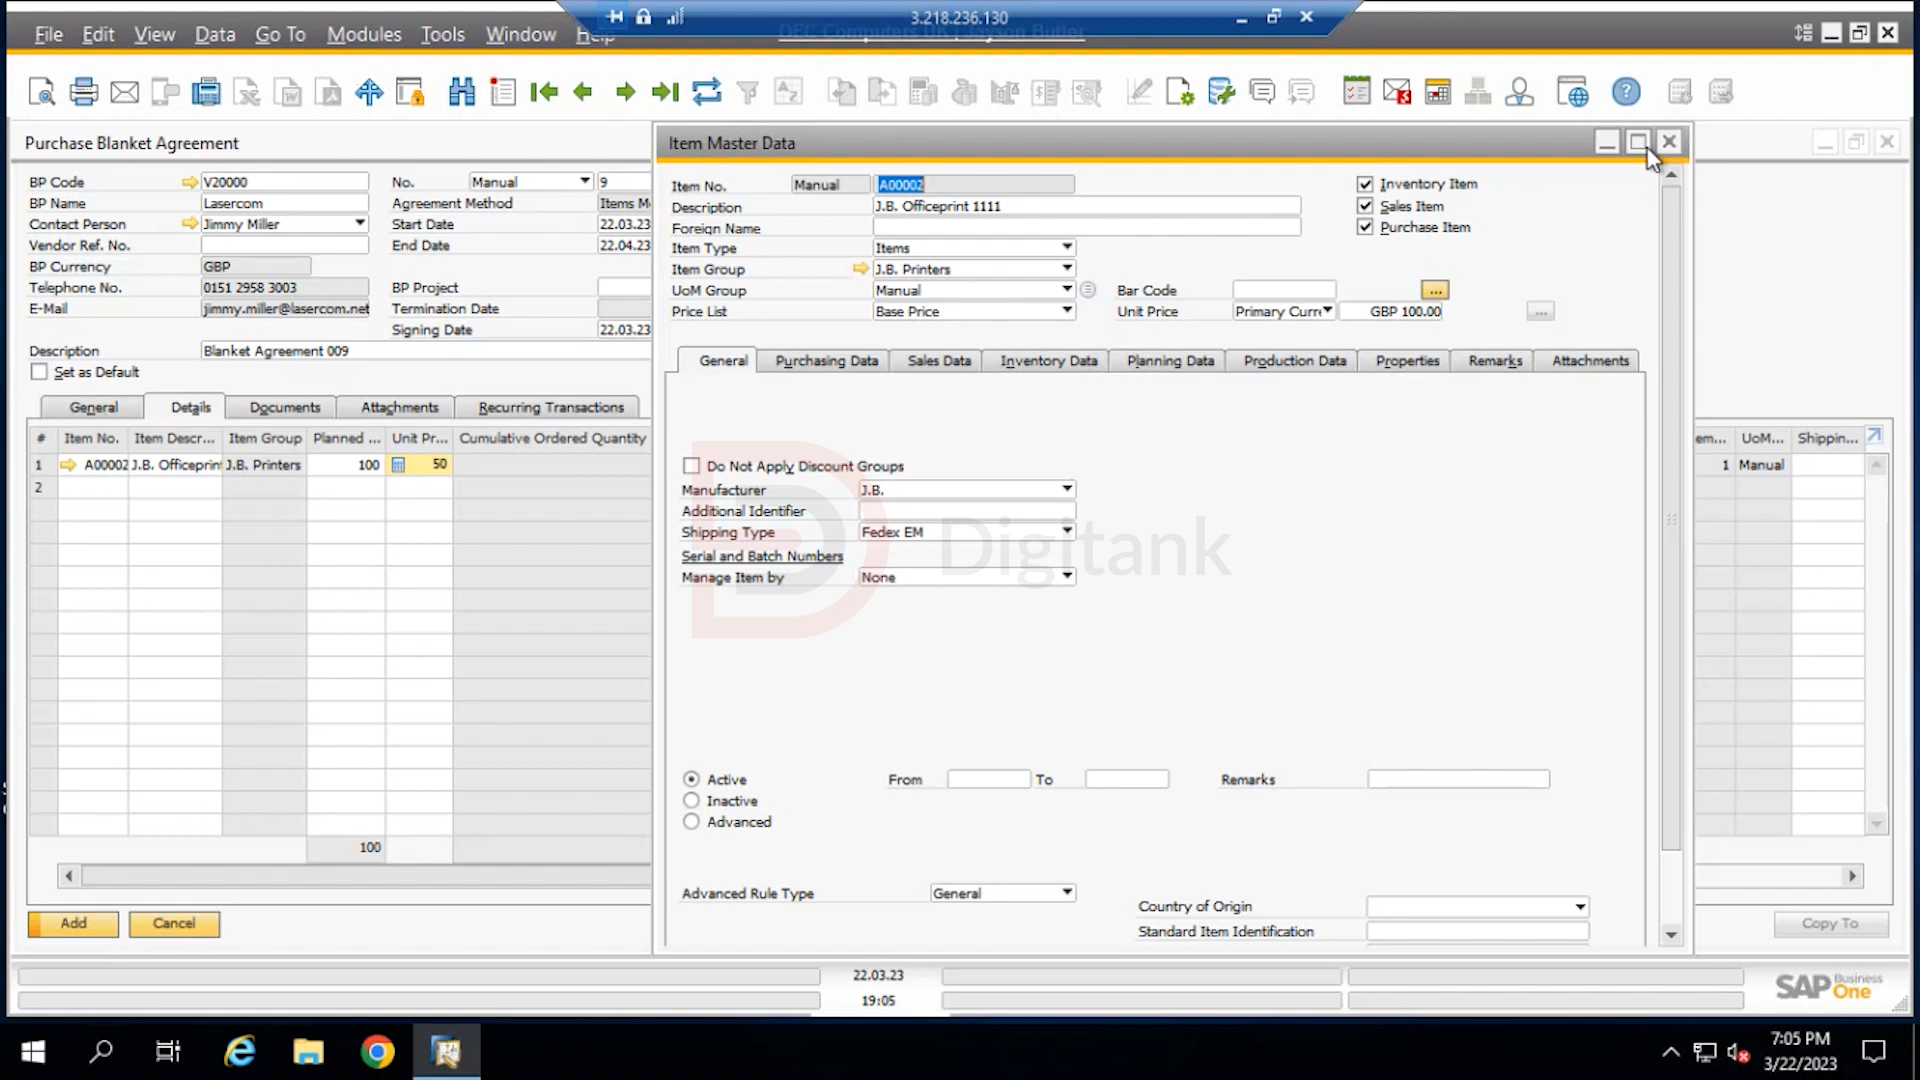 3.218.236.130
File Edit View Data Go To Modules Tools Window Help
OEC Computers UK | Jayson Butler
Purchase Blanket Agreement
BP Code V20000 No. Manual 9
BP Name Lasercom Agreement Method Items M
Contact Person Jimmy Miller Start Date 22.03.23
Vendor Ref. No. End Date 22.04.23
BP Currency GBP
Telephone No. 0151 2958 3003 BP Project
E-Mail jimmy.miller@lasercom.net Termination Date
Signing Date 22.03.23
Description Blanket Agreement 009
Set as Default
General Details Documents Attachments Recurring Transactions
# Item No. Item Descr... Item Group Planned ... Unit Pr... Cumulative Ordered Quantity
1 A00002 J.B. Officeprint J.B. Printers 100 50
2
100
Add Cancel
Item Master Data
Item No. Manual A00002
Description J.B. Officeprint 1111
Foreign Name
Item Type Items
Item Group J.B. Printers
UoM Group Manual Bar Code ...
Price List Base Price Unit Price Primary Curre GBP 100.00 ...
Inventory Item
Sales Item
Purchase Item
General Purchasing Data Sales Data Inventory Data Planning Data Production Data Properties Remarks Attachments
Do Not Apply Discount Groups
Manufacturer J.B.
Additional Identifier
Shipping Type Fedex EM
Serial and Batch Numbers
Manage Item by None
Digitank
Active From To Remarks
Inactive
Advanced
Advanced Rule Type General
Country of Origin
Standard Item Identification
em... UoM... Shippin...
1 Manual
Copy To
22.03.23
19:05
SAP Business One
7:05 PM
3/22/2023